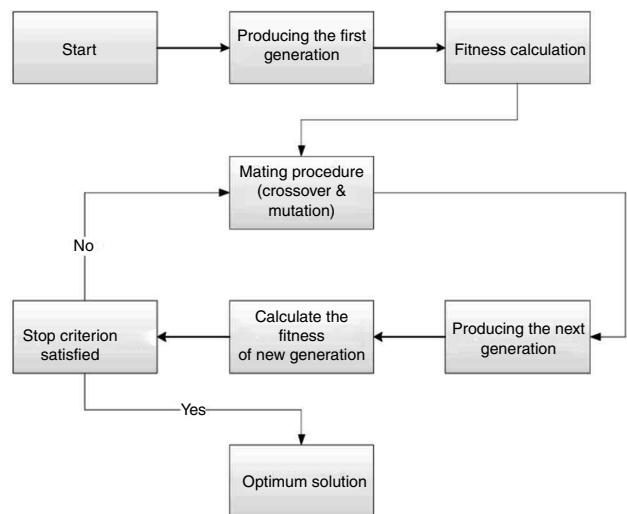 Start
Producing the first
generation
Fitness calculation
Mating procedure
(crossover &
mutation)
No
Stop criterion
satisfied
Calculate the
fitness
of new generation
Producing the next
generation
Yes
Optimum solution